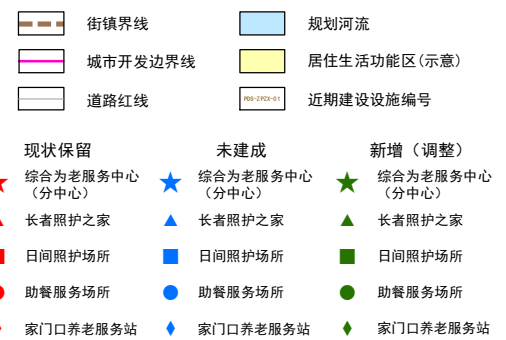 街镇界线
规划河流
城市开发边界线
居住生活功能区(示意)
道路红线
PDS-ZPZX-01
近期建设设施编号
现状保留
未建成
新增（调整）
综合为老服务中心
（分中心）
综合为老服务中心
（分中心）
综合为老服务中心
（分中心）
长者照护之家
长者照护之家
长者照护之家
日间照护场所
日间照护场所
日间照护场所
助餐服务场所
助餐服务场所
助餐服务场所
家门口养老服务站
家门口养老服务站
家门口养老服务站